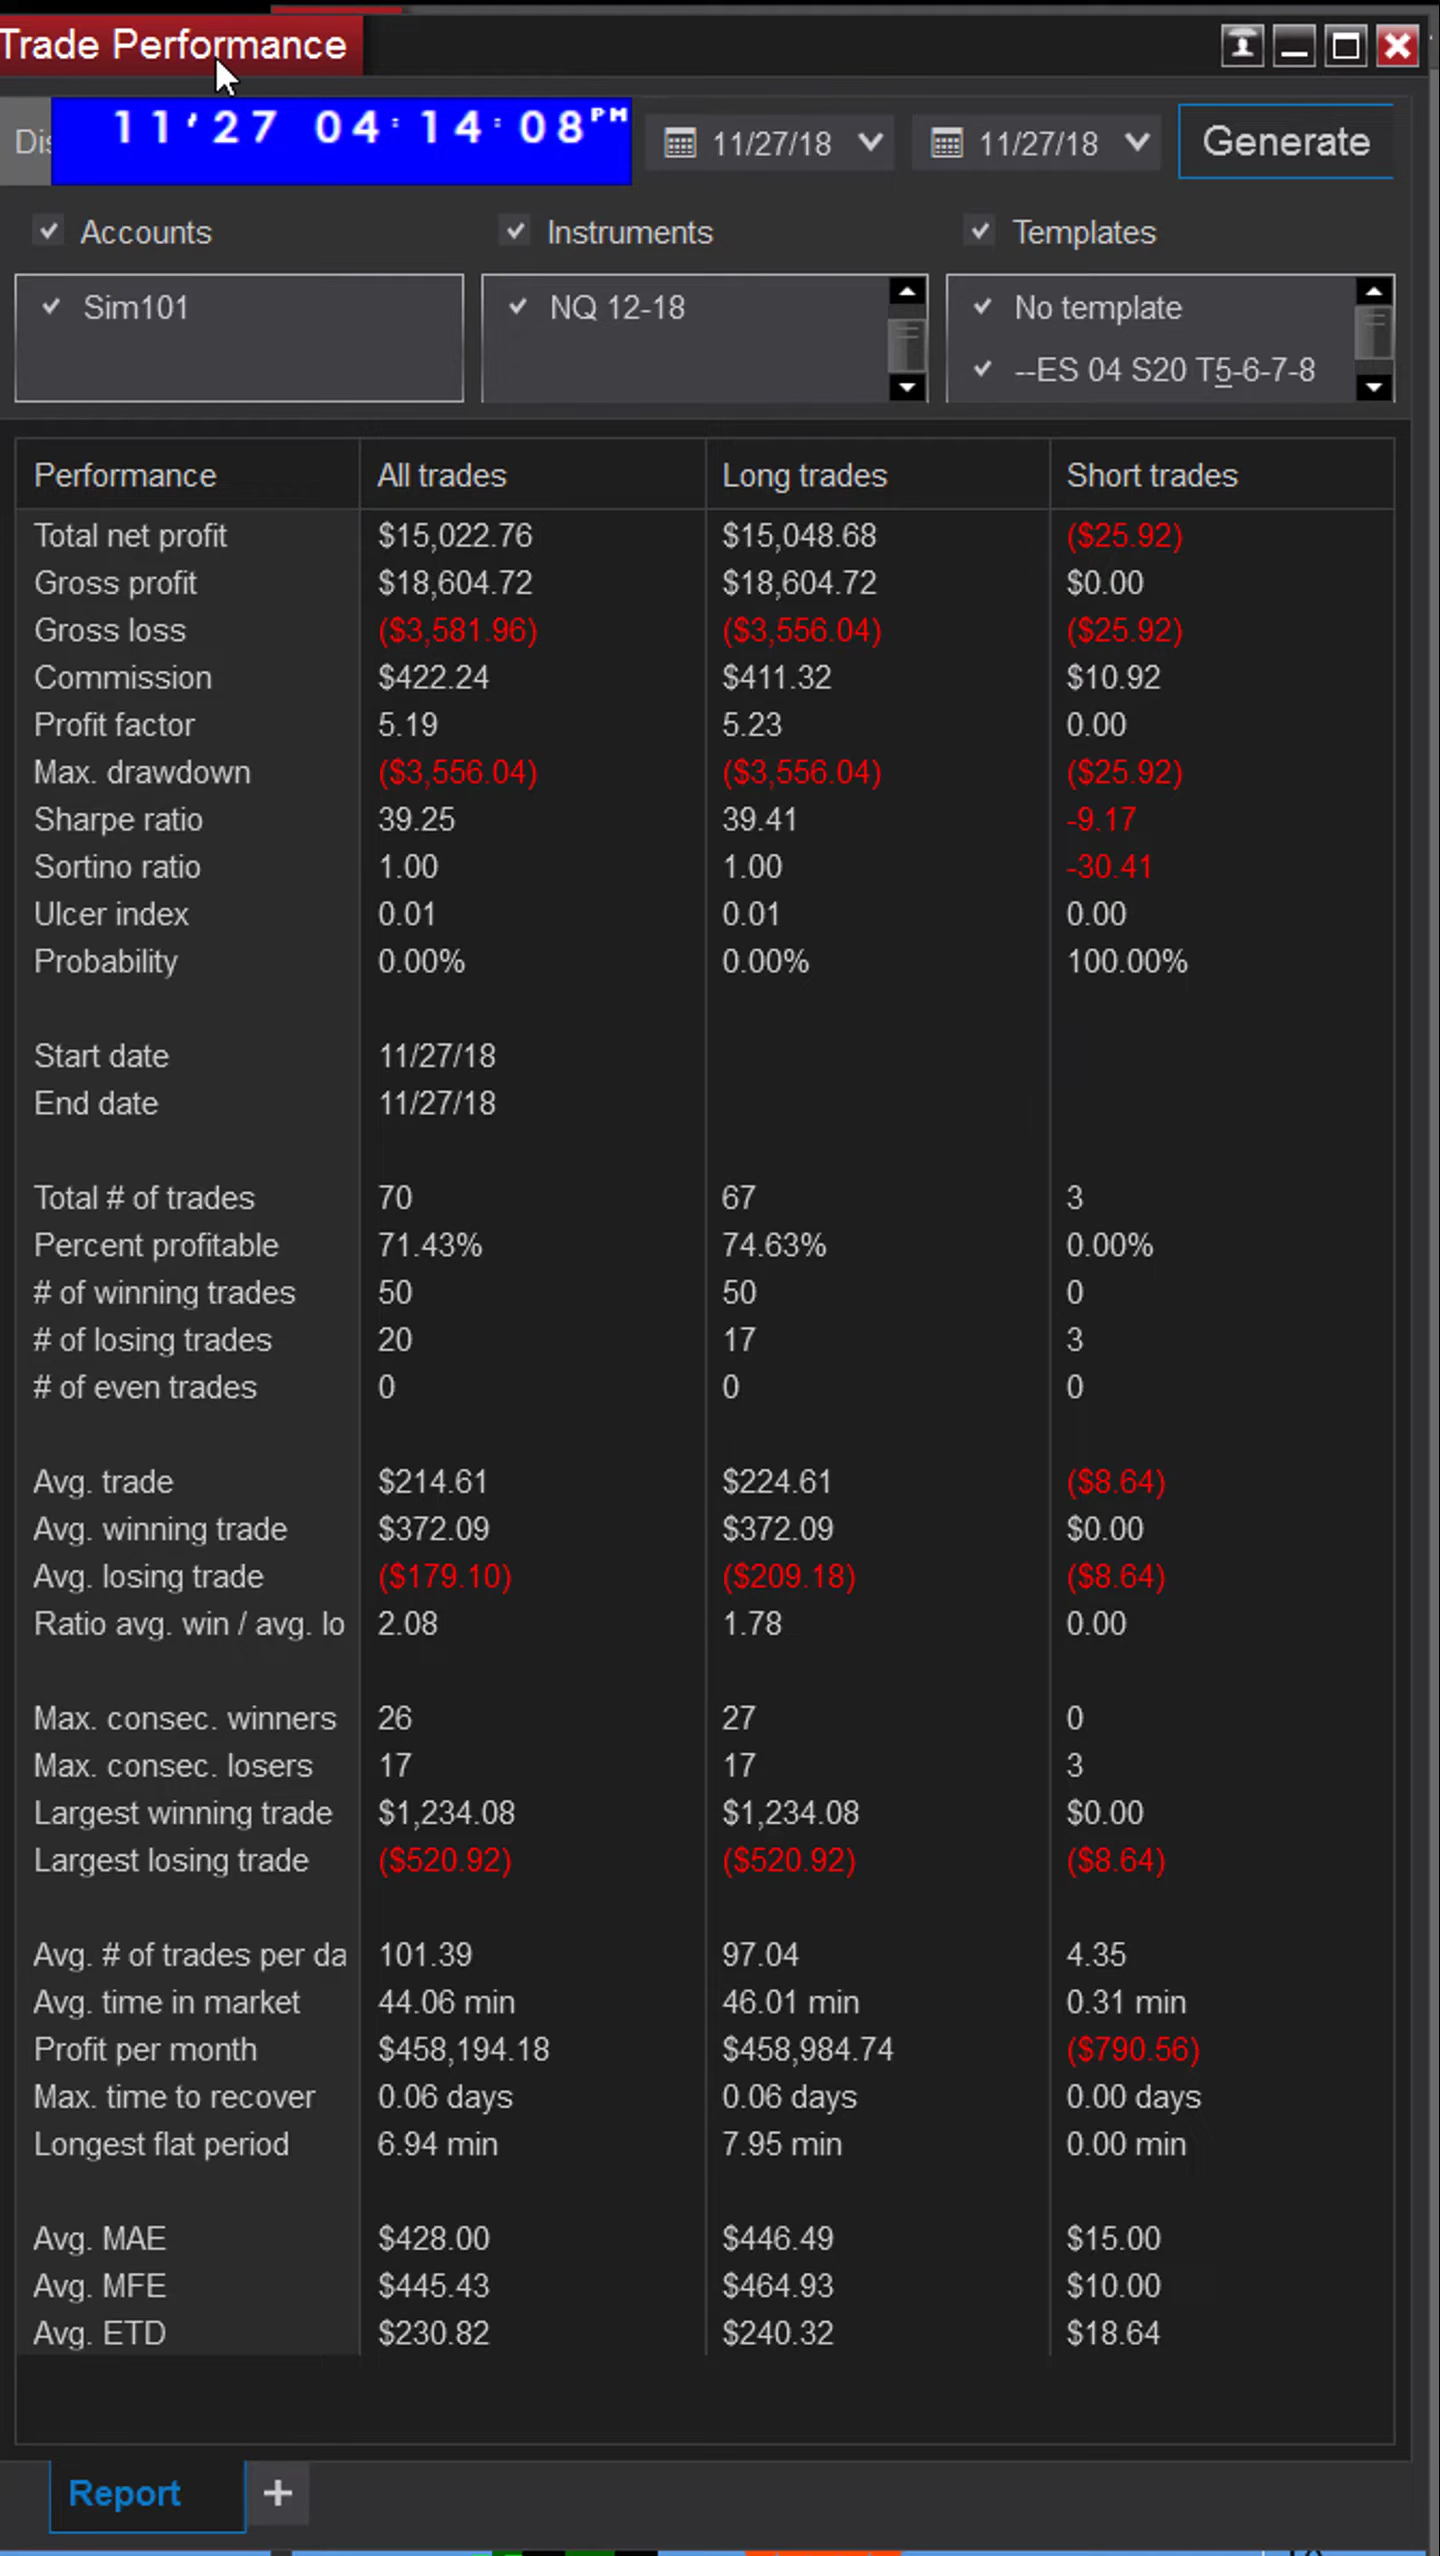 Trade Performance
11'27 04:14:08 PM
11/27/18 11/27/18 Generate
Accounts Instruments Templates
Sim101 NQ 12-18 No template
--ES 04 S20 T5-6-7-8
Performance All trades Long trades Short trades
Total net profit $15,022.76 $15,048.68 ($25.92)
Gross profit $18,604.72 $18,604.72 $0.00
Gross loss ($3,581.96) ($3,556.04) ($25.92)
Commission $422.24 $411.32 $10.92
Profit factor 5.19 5.23 0.00
Max. drawdown ($3,556.04) ($3,556.04) ($25.92)
Sharpe ratio 39.25 39.41 -9.17
Sortino ratio 1.00 1.00 -30.41
Ulcer index 0.01 0.01 0.00
Probability 0.00% 0.00% 100.00%
Start date 11/27/18
End date 11/27/18
Total # of trades 70 67 3
Percent profitable 71.43% 74.63% 0.00%
# of winning trades 50 50 0
# of losing trades 20 17 3
# of even trades 0 0 0
Avg. trade $214.61 $224.61 ($8.64)
Avg. winning trade $372.09 $372.09 $0.00
Avg. losing trade ($179.10) ($209.18) ($8.64)
Ratio avg. win / avg. lo 2.08 1.78 0.00
Max. consec. winners 26 27 0
Max. consec. losers 17 17 3
Largest winning trade $1,234.08 $1,234.08 $0.00
Largest losing trade ($520.92) ($520.92) ($8.64)
Avg. # of trades per da 101.39 97.04 4.35
Avg. time in market 44.06 min 46.01 min 0.31 min
Profit per month $458,194.18 $458,984.74 ($790.56)
Max. time to recover 0.06 days 0.06 days 0.00 days
Longest flat period 6.94 min 7.95 min 0.00 min
Avg. MAE $428.00 $446.49 $15.00
Avg. MFE $445.43 $464.93 $10.00
Avg. ETD $230.82 $240.32 $18.64
Report +